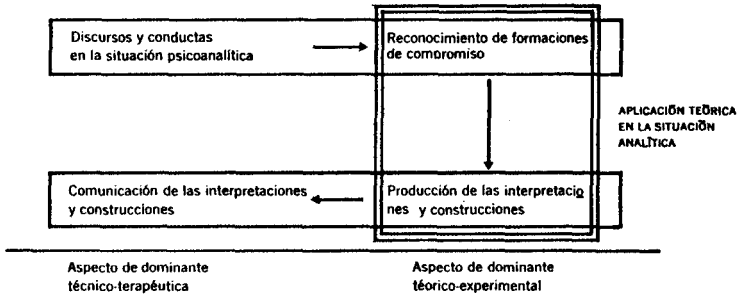 Discursos y conductas
en la situación psicoanalítica
Reconocimiento de formaciones
de compromiso
APLICACIÓN TEÓRICA
EN LA SITUACIÓN
ANALÍTICA
Comunicación de las interpretaciones
y construcciones
Producción de las interpretacio
nes y construcciones
Aspecto de dominante
técnico-terapéutica
Aspecto de dominante
téorico-experimental